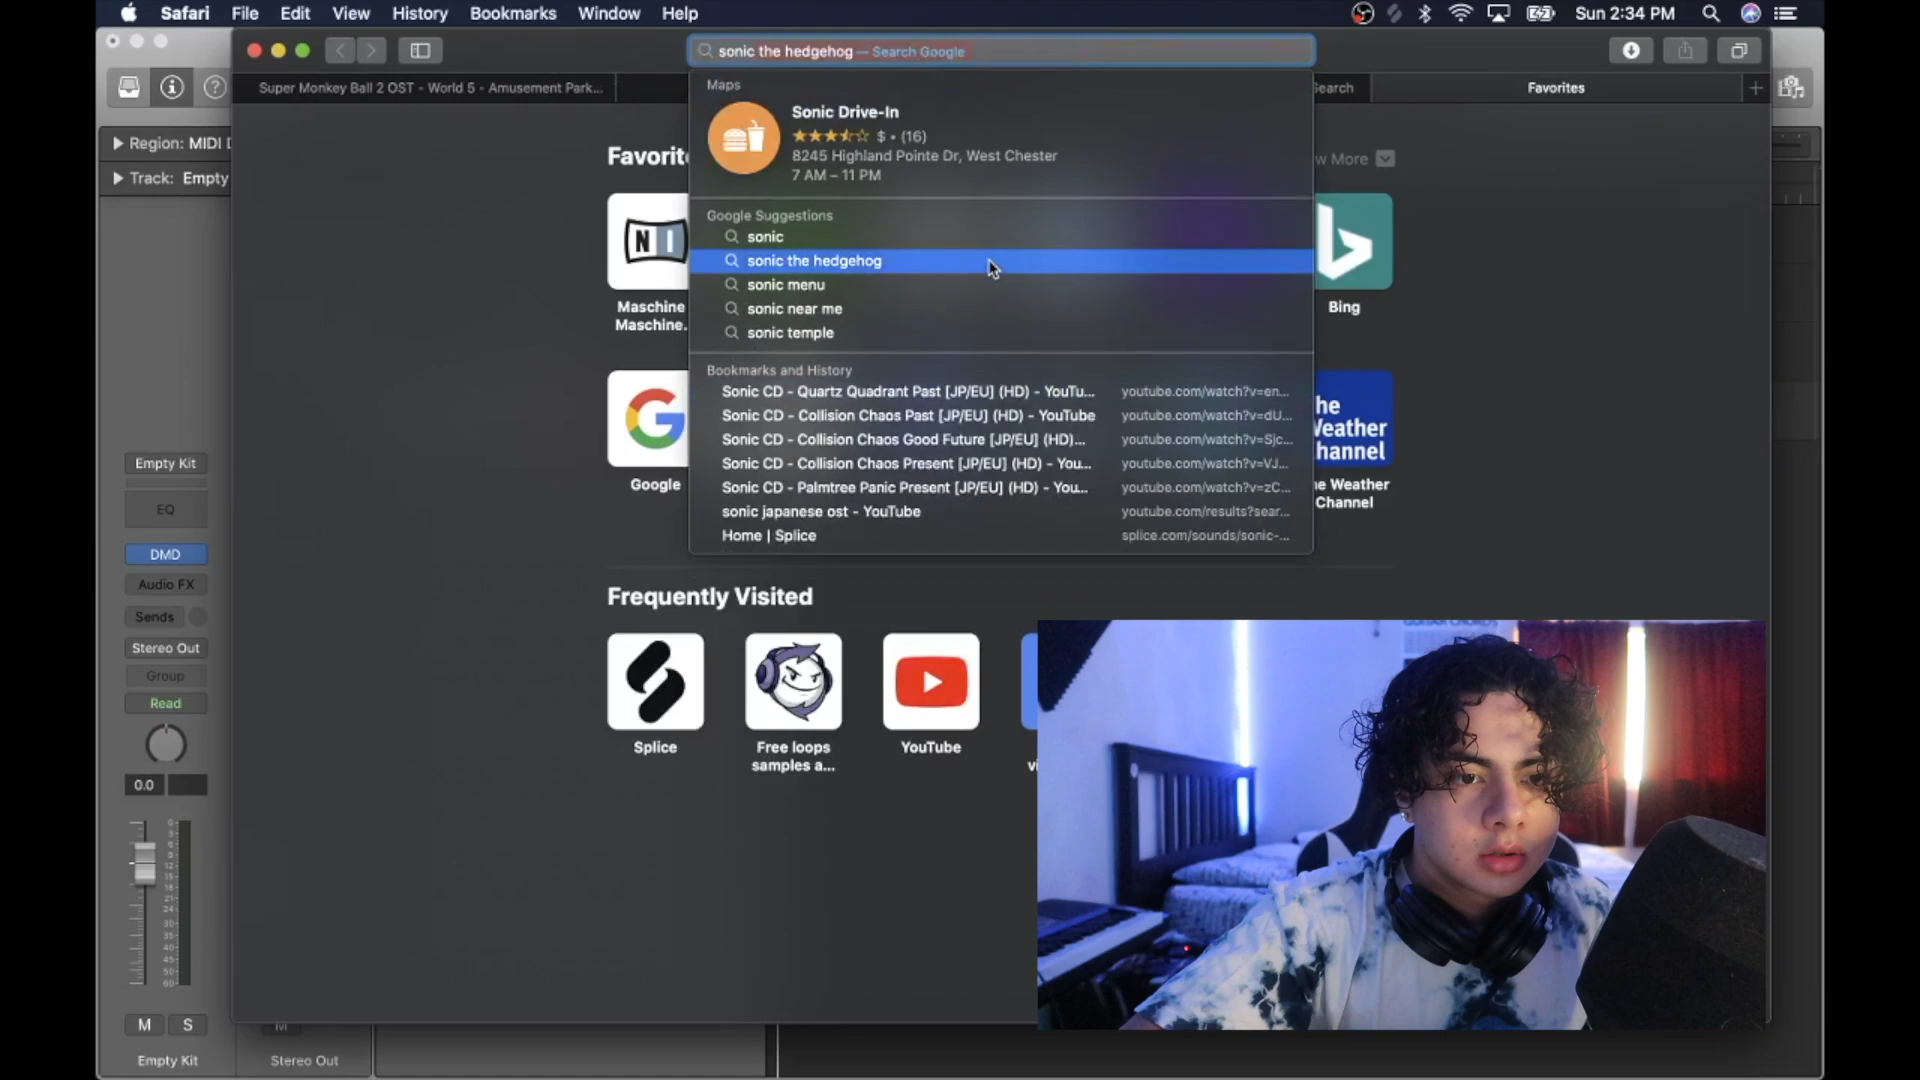 Safari File Edit View History Bookmarks Window Help
Sun 2:34 PM
sonic the hedgehog — Search Google
Super Monkey Ball 2 OST - World 5 - Amusement Park...
earch
Favorites
Maps
Sonic Drive-In
$ • (16)
8245 Highland Pointe Dr, West Chester
7 AM – 11 PM
Google Suggestions
sonic
sonic the hedgehog
sonic menu
sonic near me
sonic temple
Bookmarks and History
Sonic CD - Quartz Quadrant Past [JP/EU] (HD) - YouTu... youtube.com/watch?v=en...
Sonic CD - Collision Chaos Past [JP/EU] (HD) - YouTube youtube.com/watch?v=dU...
Sonic CD - Collision Chaos Good Future [JP/EU] (HD)... youtube.com/watch?v=Sjc...
Sonic CD - Collision Chaos Present [JP/EU] (HD) - You... youtube.com/watch?v=VJ...
Sonic CD - Palmtree Panic Present [JP/EU] (HD) - You... youtube.com/watch?v=zC...
sonic japanese ost - YouTube youtube.com/results?sear...
Home | Splice splice.com/sounds/sonic-...
Region: MIDI D
Track: Empty
Favorit
w More
NI
Maschine
Maschine.
Bing
Google
he
Weather
hannel
e Weather
Channel
Frequently Visited
Splice
Free loops
samples a...
YouTube
vi
Empty Kit
EQ
DMD
Audio FX
Sends
Stereo Out
Group
Read
0.0
M S
M
Empty Kit
Stereo Out